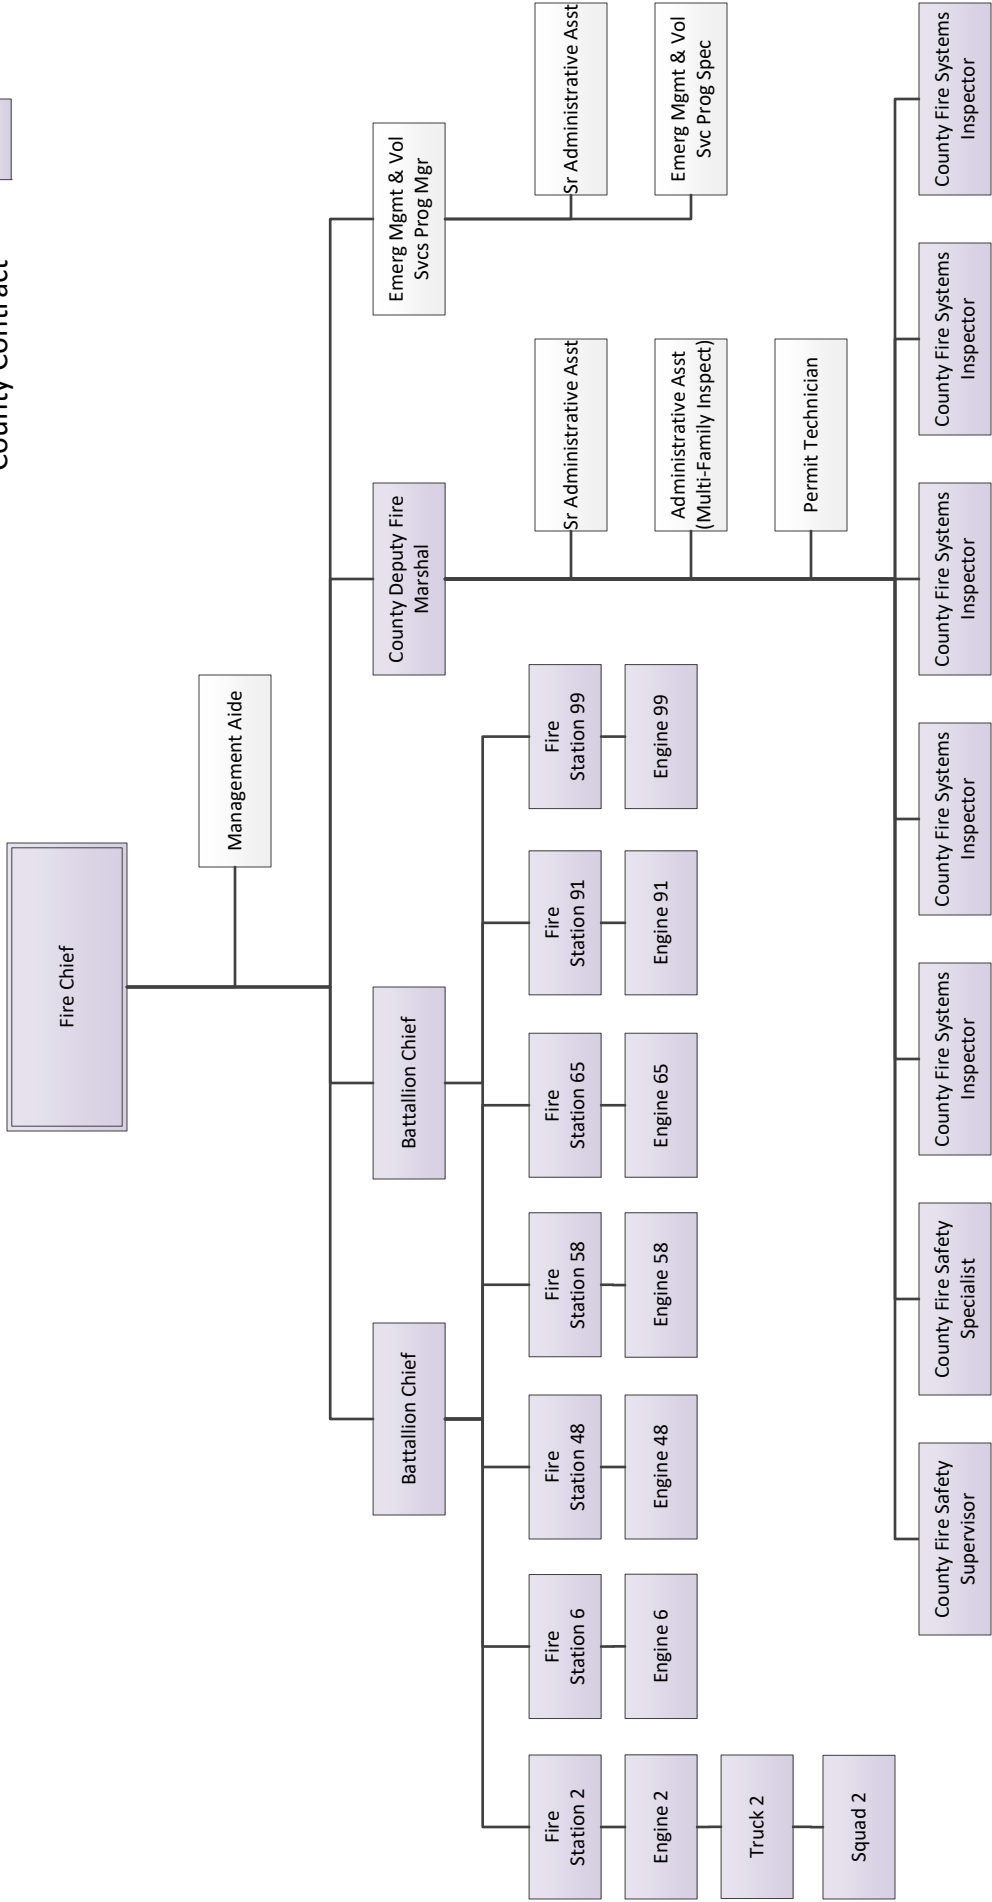 County Contract
Fire Chief
Management Aide
Battallion Chief
Battallion Chief
County Deputy Fire
Marshal
Emerg Mgmt & Vol
Svcs Prog Mgr
Fire
Station 2
Engine 2
Truck 2
Squad 2
Fire
Station 6
Engine 6
Fire
Station 48
Engine 48
Fire
Station 58
Engine 58
Fire
Station 65
Engine 65
Fire
Station 91
Engine 91
Fire
Station 99
Engine 99
Sr Administrative Asst
Administrative Asst
(Multi-Family Inspect)
Permit Technician
Sr Administrative Asst
Emerg Mgmt & Vol
Svc Prog Spec
County Fire Safety
Supervisor
County Fire Safety
Specialist
County Fire Systems
Inspector
County Fire Systems
Inspector
County Fire Systems
Inspector
County Fire Systems
Inspector
County Fire Systems
Inspector